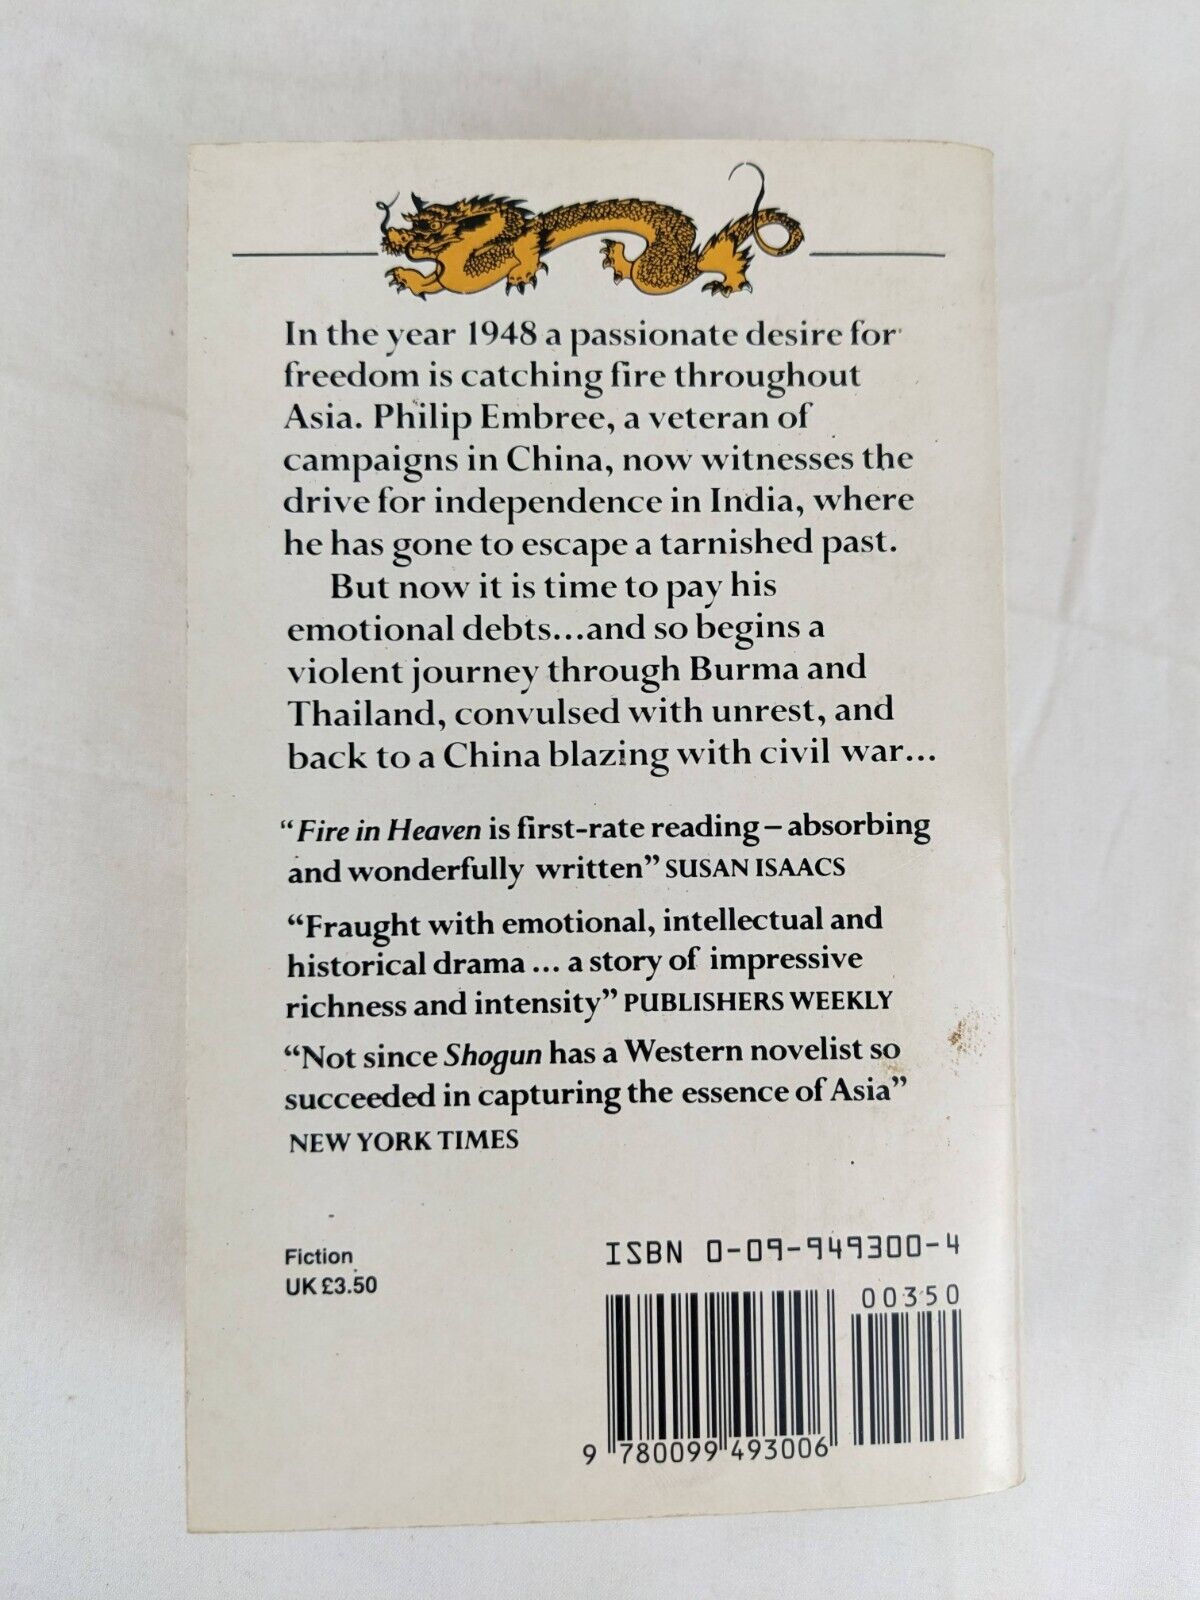 In the year 1948 a passionate desire for
freedom is catching fire throughout
Asia. Philip Embree, a veteran of
campaigns in China, now witnesses the
drive for independence in India, where
he has gone to escape a tarnished past.
But now it is time to pay his
emotional debts...and so begins a
violent journey through Burma and
Thailand, convulsed with unrest, and
back to a China blazing with civil war...
“Fire in Heaven is first-rate reading – absorbing
and wonderfully written” SUSAN ISAACS
“Fraught with emotional, intellectual and
historical drama ... a story of impressive
richness and intensity” PUBLISHERS WEEKLY
“Not since Shogun has a Western novelist so
succeeded in capturing the essence of Asia”
NEW YORK TIMES
Fiction
UK £3.50
ISBN 0-09-949300-4
00350
9 780099 493006